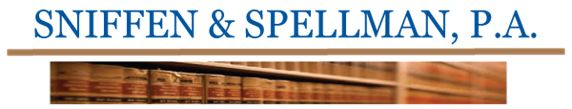 SNIFFEN & SPELLMAN, P.A.